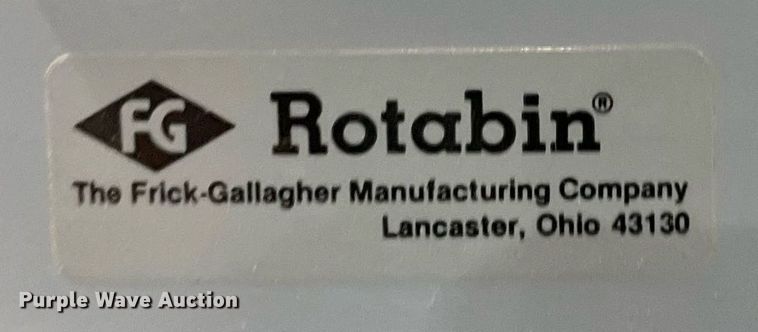 FG Rotabin®
The Frick-Gallagher Manufacturing Company
Lancaster, Ohio 43130
Purple Wave Auction